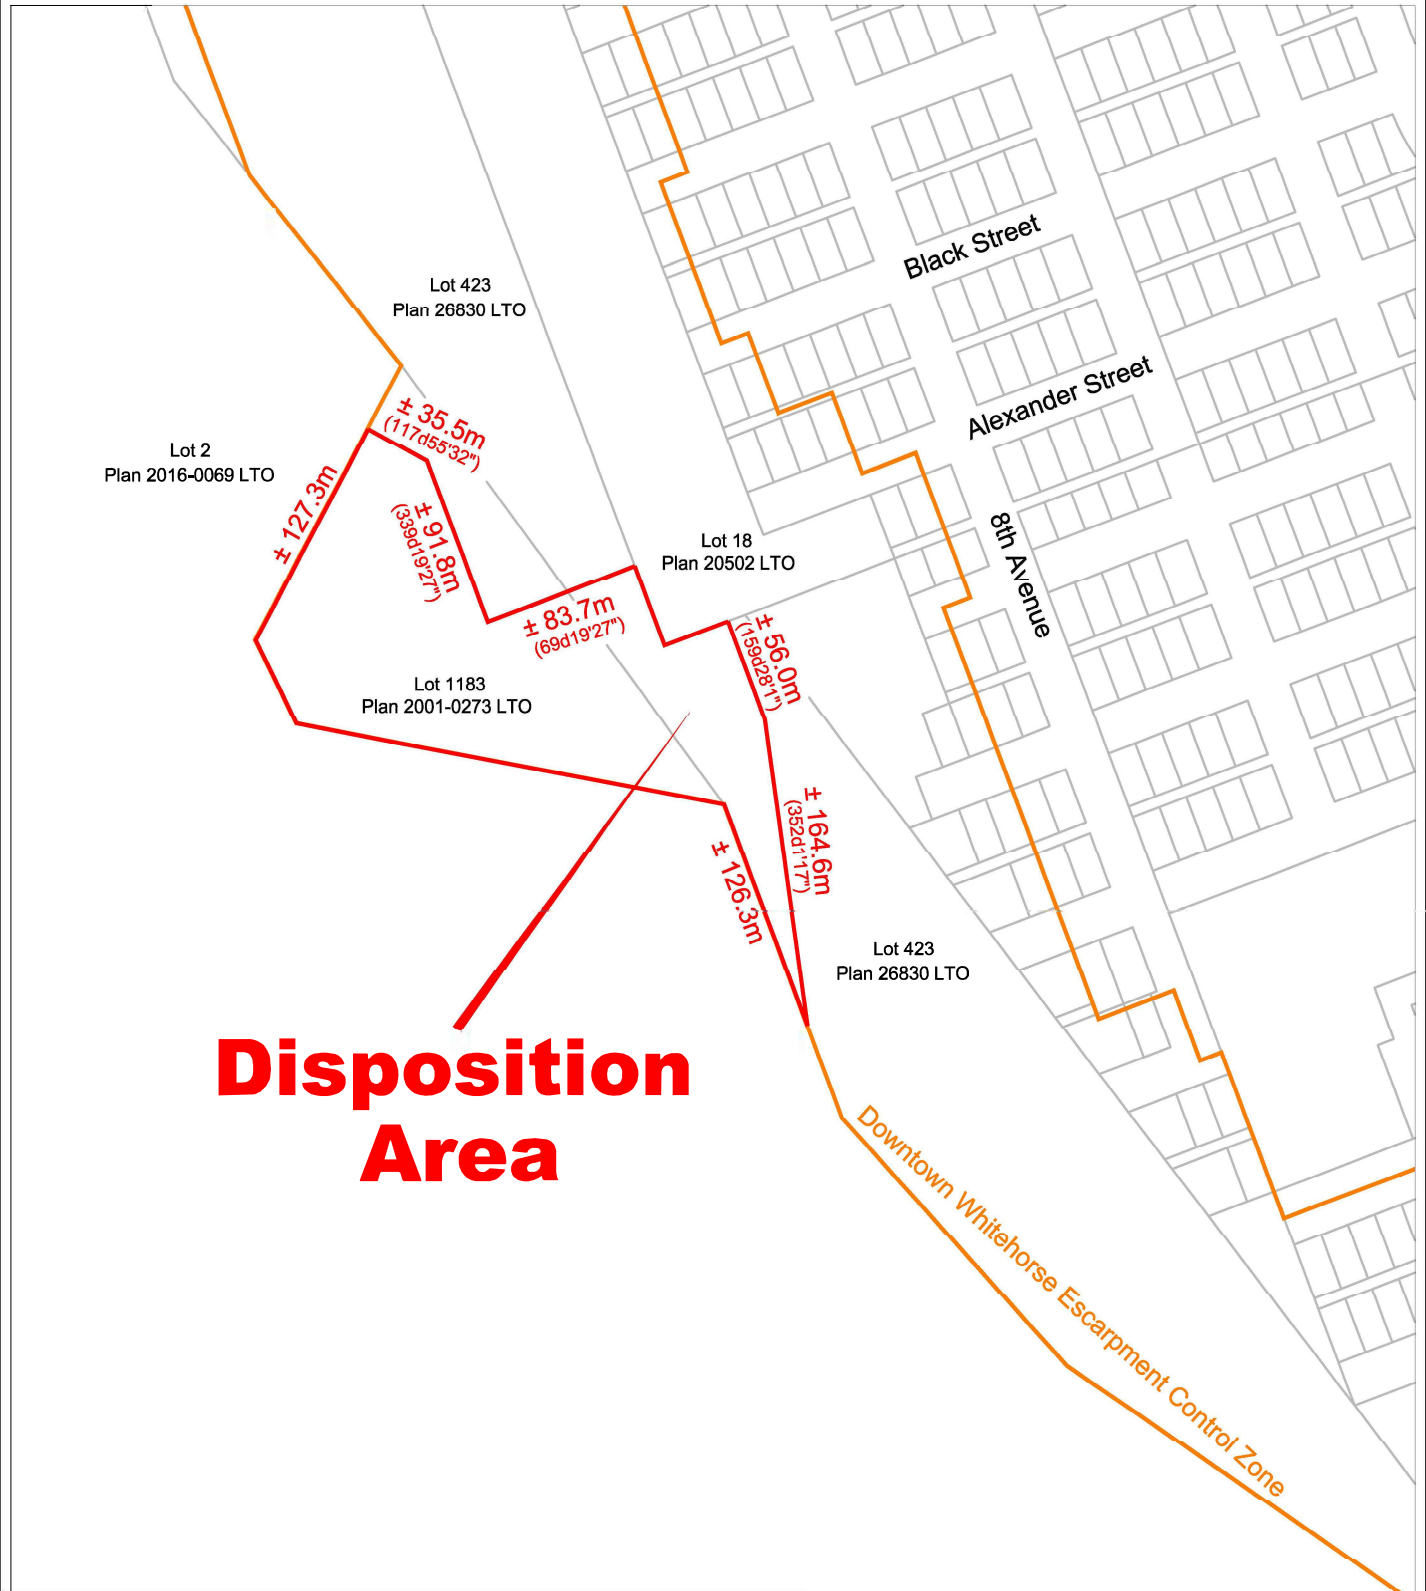 Black Street
Lot 423
Plan 26830 LTO
Alexander Street
± 35.5m
(117d55'32")
Lot 2
Plan 2016-0069 LTO
± 127.3m
± 91.8m
(339d19'27")
8th Avenue
Lot 18
Plan 20502 LTO
± 83.7m
(69d19'27")
± 56.0m
(159d28'1")
Lot 1183
Plan 2001-0273 LTO
± 164.6m
(352d1'17")
± 126.3m
Lot 423
Plan 26830 LTO
Disposition
Area
Downtown Whitehorse Escarpment Control Zone